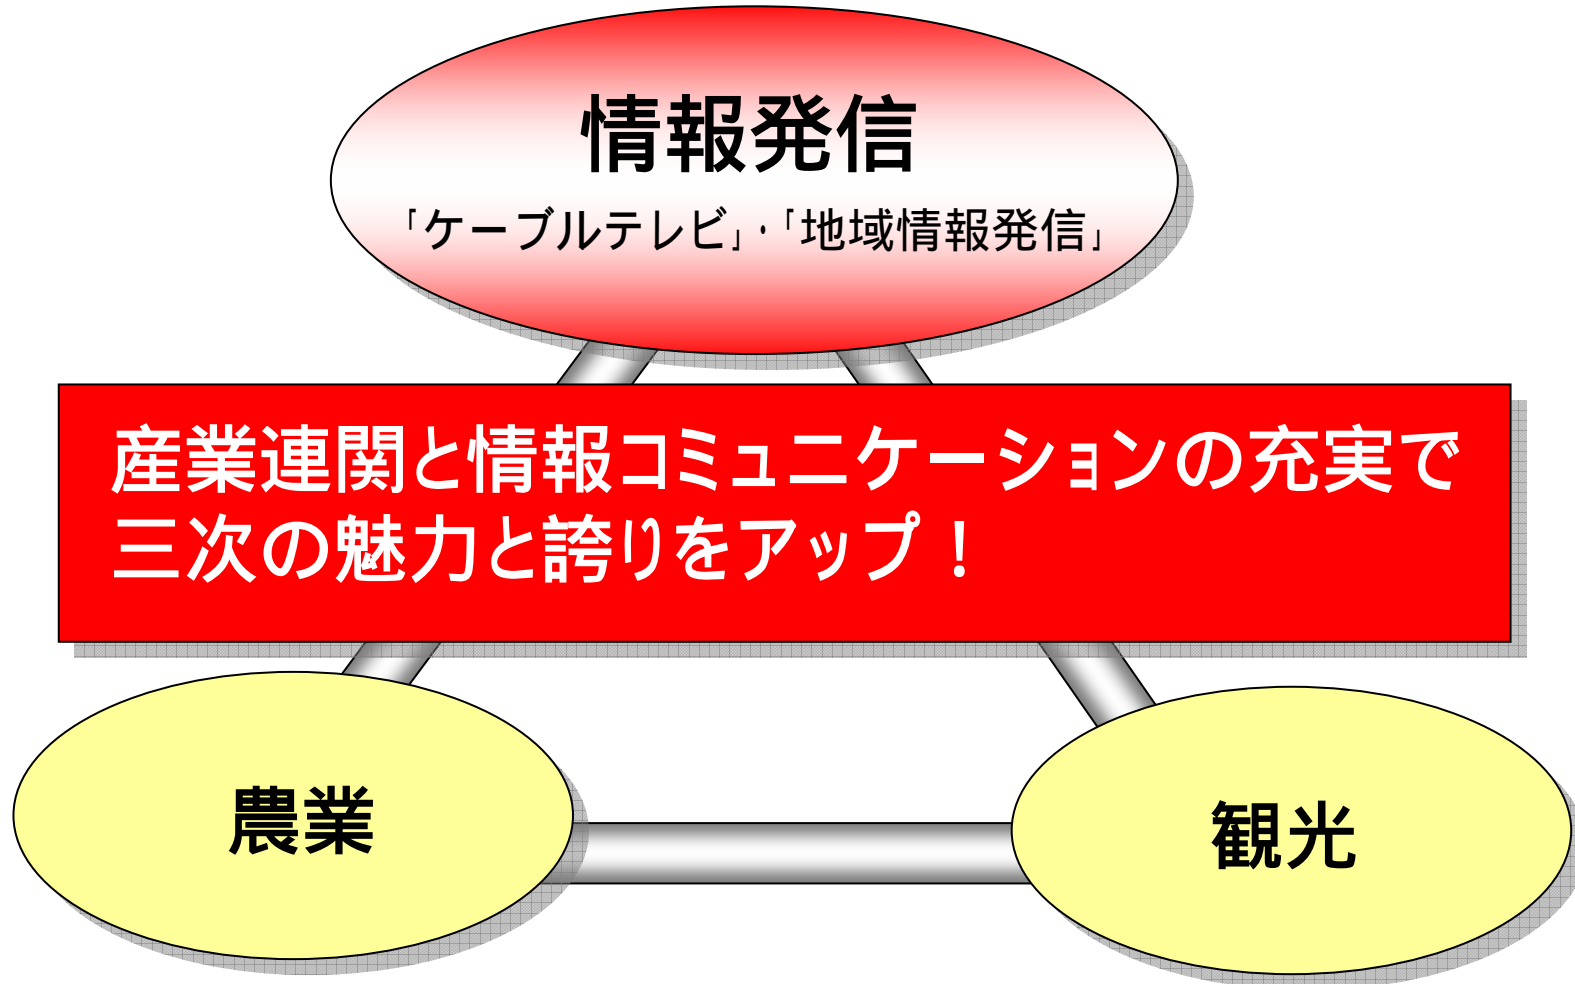 情報発信
「ケーブルテレビ」・「地域情報発信」
産業連関と情報コミュニケーションの充実で
三次の魅力と誇りをアップ！
農業
観光